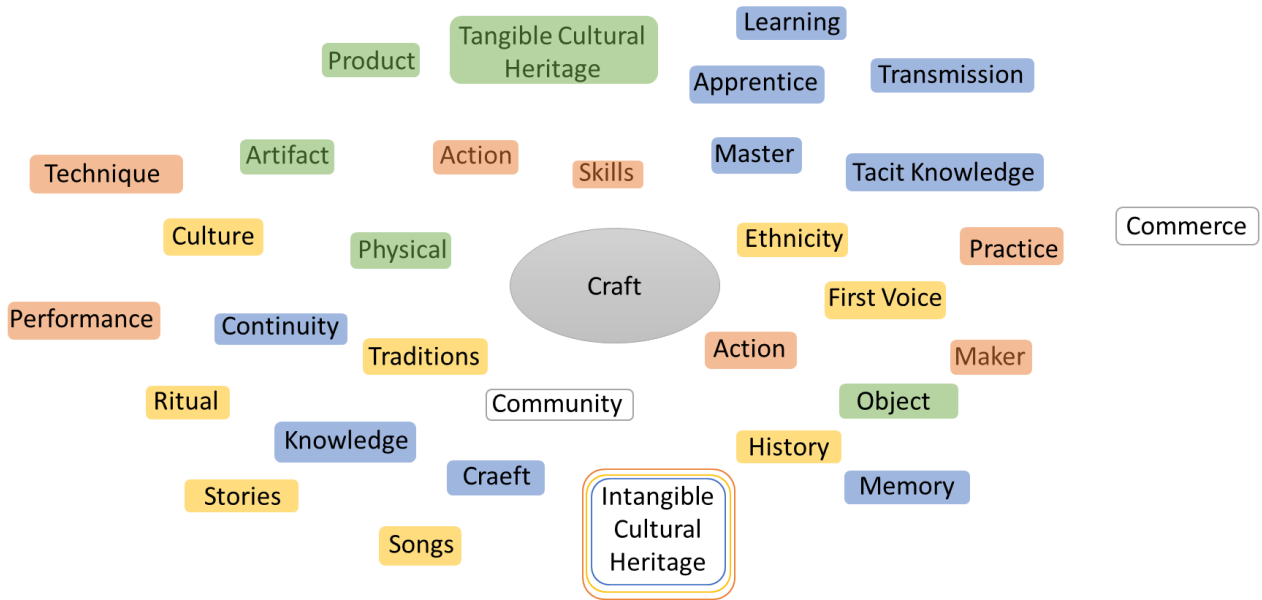 Learning
Product
Tangible Cultural
Heritage
Apprentice
Transmission
Technique
Artifact
Action
Skills
Master
Tacit Knowledge
Culture
Physical
Ethnicity
Practice
Commerce
Craft
First Voice
Performance
Continuity
Traditions
Action
Maker
Ritual
Community
Object
Knowledge
History
Craeft
Memory
Stories
Intangible
Cultural
Heritage
Songs